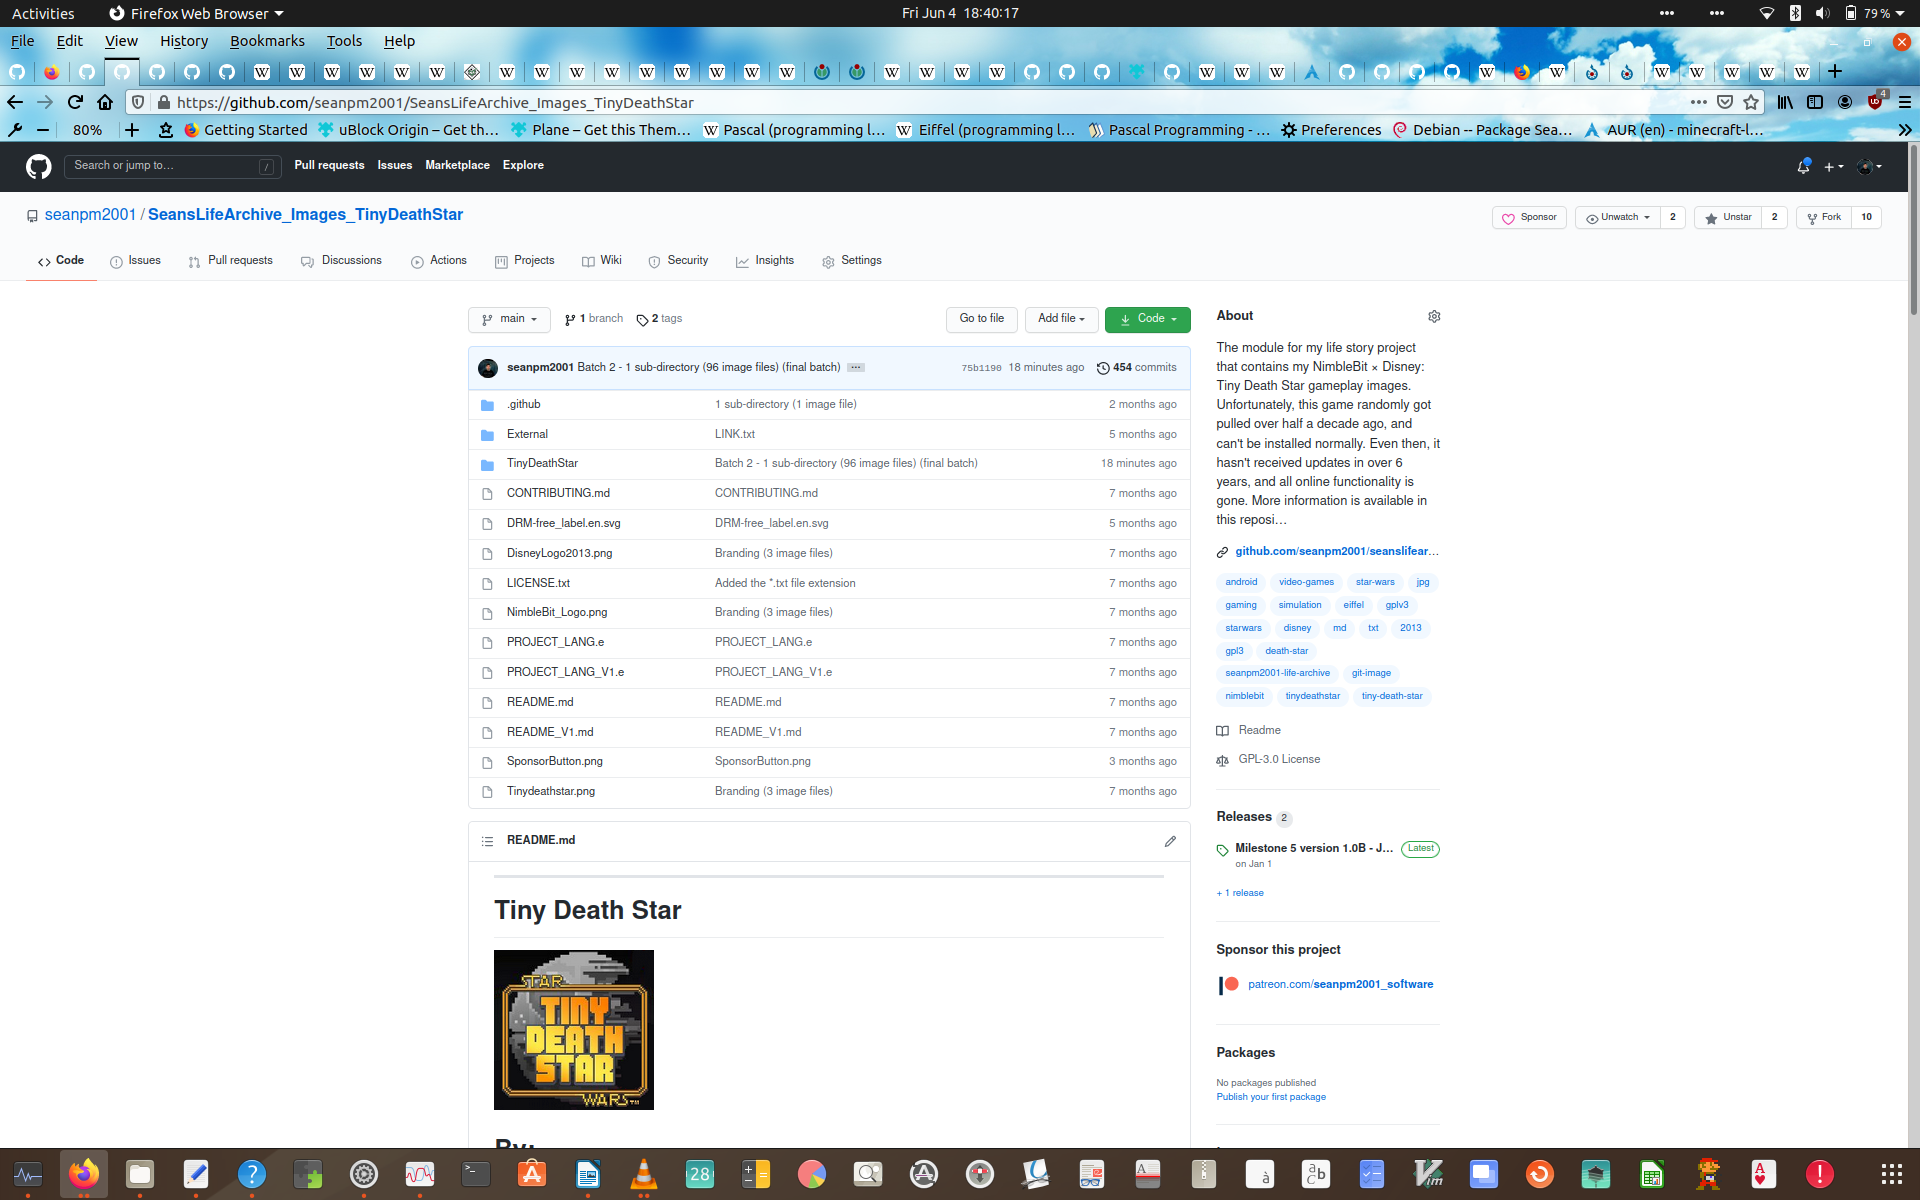 Activities Firefox Web Browser Fri Jun 4 18:40:17 79 %
File Edit View History Bookmarks Tools Help
https://github.com/seanpm2001/SeansLifeArchive_Images_TinyDeathStar 4
80% Getting Started uBlock Origin – Get th… Plane – Get this Them… Pascal (programming l… Eiffel (programming l… Pascal Programming - … Preferences Debian -- Package Sea… AUR (en) - minecraft-l…
Search or jump to… / Pull requests Issues Marketplace Explore
seanpm2001 / SeansLifeArchive_Images_TinyDeathStar Sponsor Unwatch 2 Unstar 2 Fork 10
Code Issues Pull requests Discussions Actions Projects Wiki Security Insights Settings
main 1 branch 2 tags Go to file Add file Code
seanpm2001 Batch 2 - 1 sub-directory (96 image files) (final batch) ... 75b1190 18 minutes ago 454 commits
.github 1 sub-directory (1 image file) 2 months ago
External LINK.txt 5 months ago
TinyDeathStar Batch 2 - 1 sub-directory (96 image files) (final batch) 18 minutes ago
CONTRIBUTING.md CONTRIBUTING.md 7 months ago
DRM-free_label.en.svg DRM-free_label.en.svg 5 months ago
DisneyLogo2013.png Branding (3 image files) 7 months ago
LICENSE.txt Added the *.txt file extension 7 months ago
NimbleBit_Logo.png Branding (3 image files) 7 months ago
PROJECT_LANG.e PROJECT_LANG.e 7 months ago
PROJECT_LANG_V1.e PROJECT_LANG_V1.e 7 months ago
README.md README.md 7 months ago
README_V1.md README_V1.md 7 months ago
SponsorButton.png SponsorButton.png 3 months ago
Tinydeathstar.png Branding (3 image files) 7 months ago
README.md
Tiny Death Star
STAR
TINY
DEATH
STAR
WARS™
By:
About
The module for my life story project
that contains my NimbleBit × Disney:
Tiny Death Star gameplay images.
Unfortunately, this game randomly got
pulled over half a decade ago, and
can't be installed normally. Even then, it
hasn't received updates in over 6
years, and all online functionality is
gone. More information is available in
this reposi…
github.com/seanpm2001/seanslifear…
android video-games star-wars jpg
gaming simulation eiffel gplv3
starwars disney md txt 2013
gpl3 death-star
seanpm2001-life-archive git-image
nimblebit tinydeathstar tiny-death-star
Readme
GPL-3.0 License
Releases 2
Milestone 5 version 1.0B - J… Latest
on Jan 1
+ 1 release
Sponsor this project
patreon.com/seanpm2001_software
Packages
No packages published
Publish your first package
28